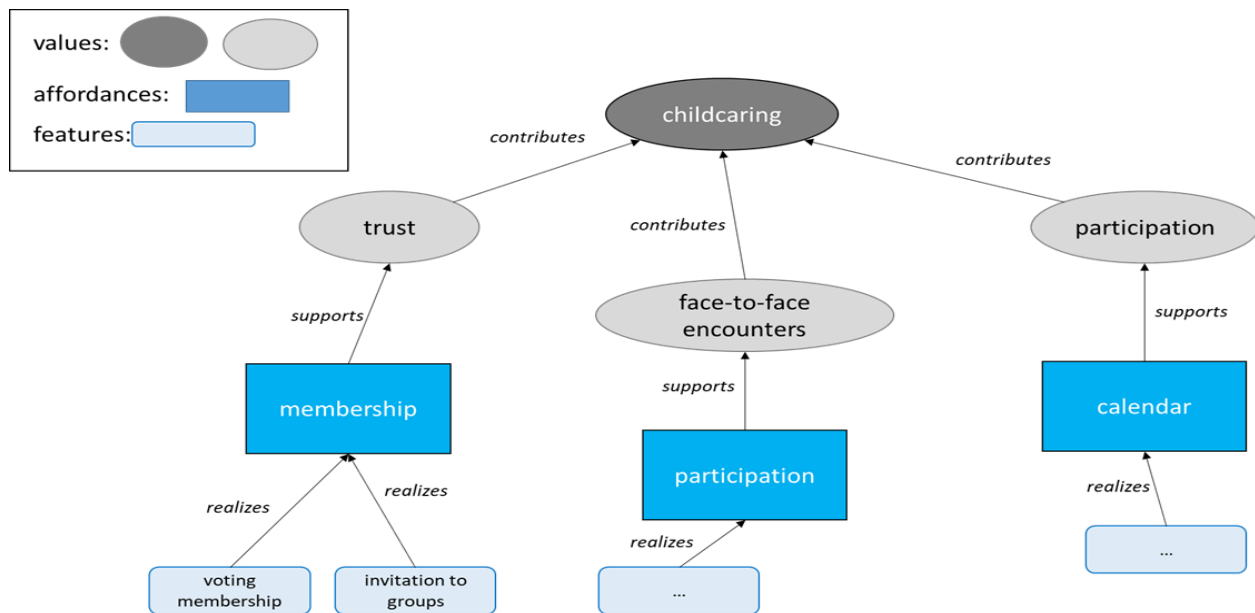 values:
affordances:
features:
childcaring
contributes
contributes
contributes
trust
participation
face-to-face
encounters
supports
supports
supports
membership
calendar
participation
realizes
realizes
realizes
realizes
voting
membership
invitation to
groups
...
...